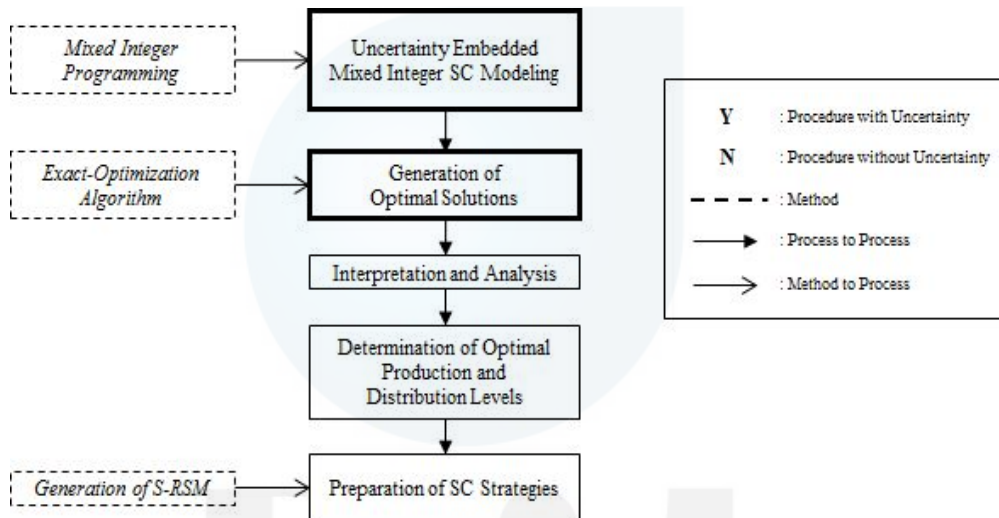 Mixed Integer
Programming
Uncertainty Embedded
Mixed Integer SC Modeling
Exact-Optimization
Algorithm
Generation of
Optimal Solutions
Interpretation and Analysis
Determination of Optimal
Production and
Distribution Levels
Generation of S-RSM
Preparation of SC Strategies
Y : Procedure with Uncertainty
N : Procedure without Uncertainty
: Method
: Process to Process
: Method to Process